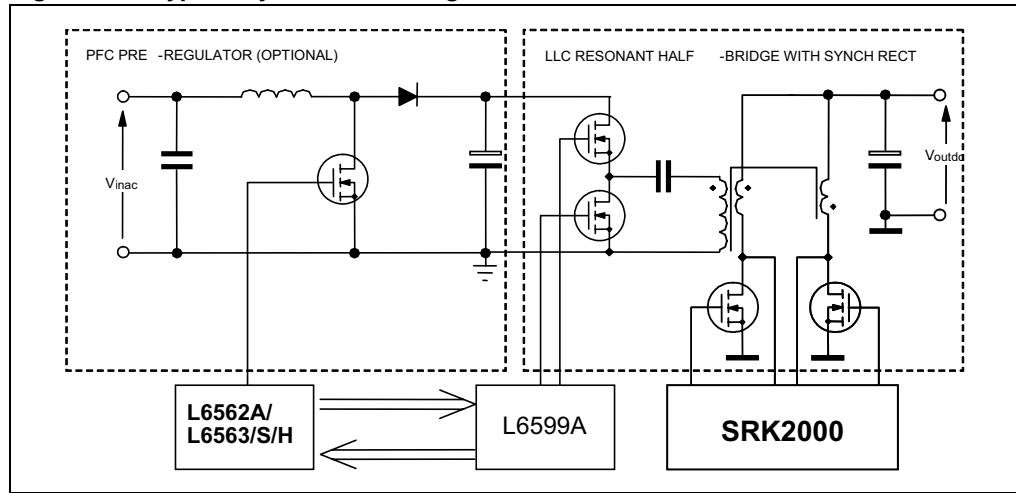 PFC PRE -REGULATOR (OPTIONAL)
LLC RESONANT HALF -BRIDGE WITH SYNCH RECT
Vinac
Voutdc
L6562A/
L6563/S/H
L6599A
SRK2000